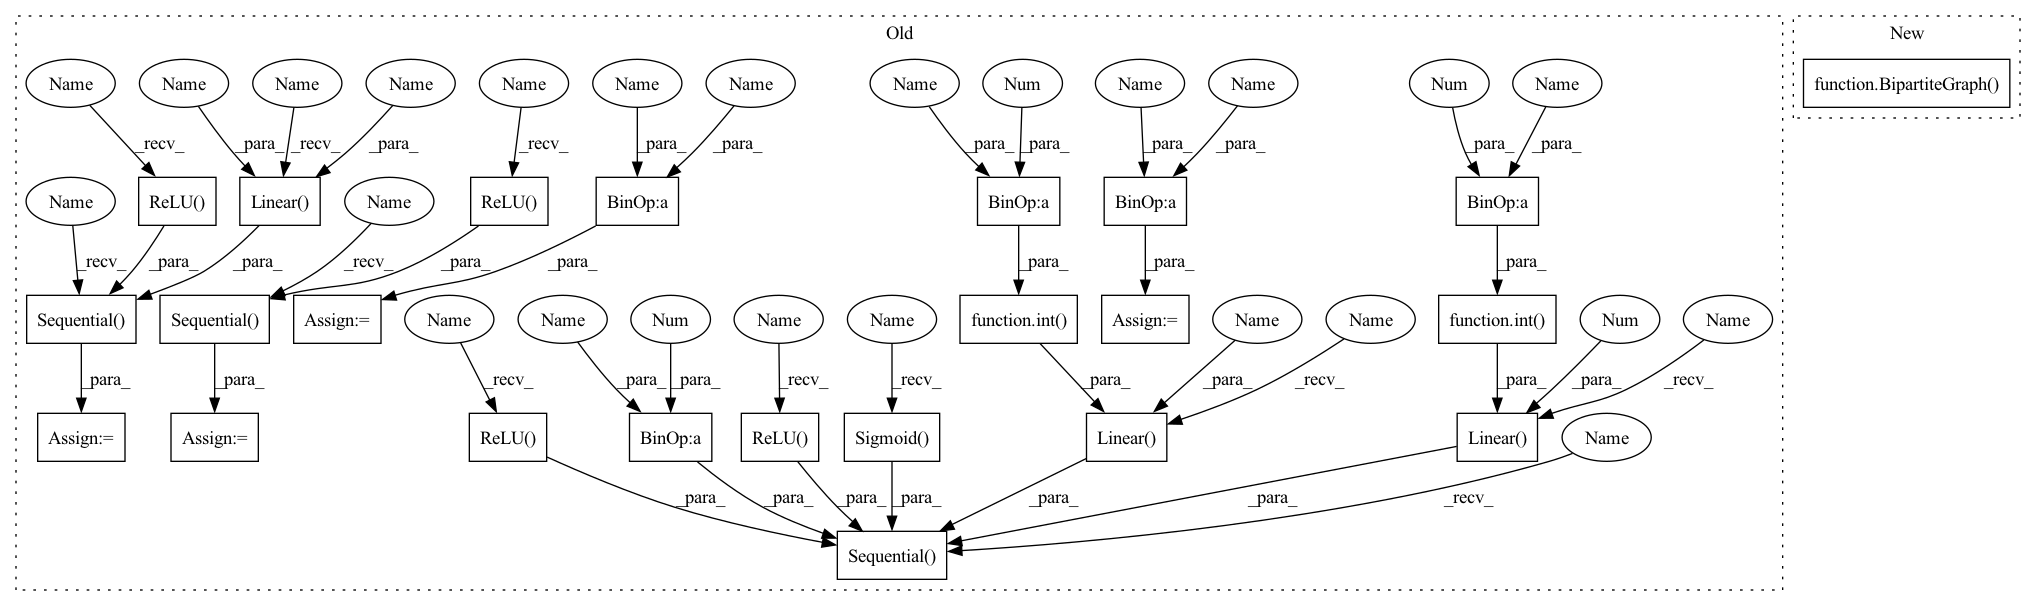 Old
New
Name
Name
Name
Name
Name
Name
Name
Name
Num
Name
Name
Num
Name
function.BipartiteGraph()
_recv_
_para_
_recv_
_para_
_recv_
_para_
_para_
_para_
_para_
_para_
_para_
_para_
_para_
Name
ReLU()
Linear()
Name
ReLU()
BinOp:a
BinOp:a
BinOp:a
BinOp:a
_recv_
_para_
_para_
_recv_
_para_
_para_
_para_
_para_
_para_
Sequential()
Sequential()
Assign:=
Name
Name
Num
Name
Name
function.int()
Assign:=
Name
Name
function.int()
Num
Name
_para_
_para_
_recv_
_para_
_para_
_recv_
_recv_
_para_
_para_
_recv_
_para_
_para_
_recv_
Assign:=
Assign:=
ReLU()
BinOp:a
ReLU()
Sigmoid()
Linear()
Linear()
Name
_para_
_para_
_para_
_para_
_para_
_para_
_recv_
Sequential()